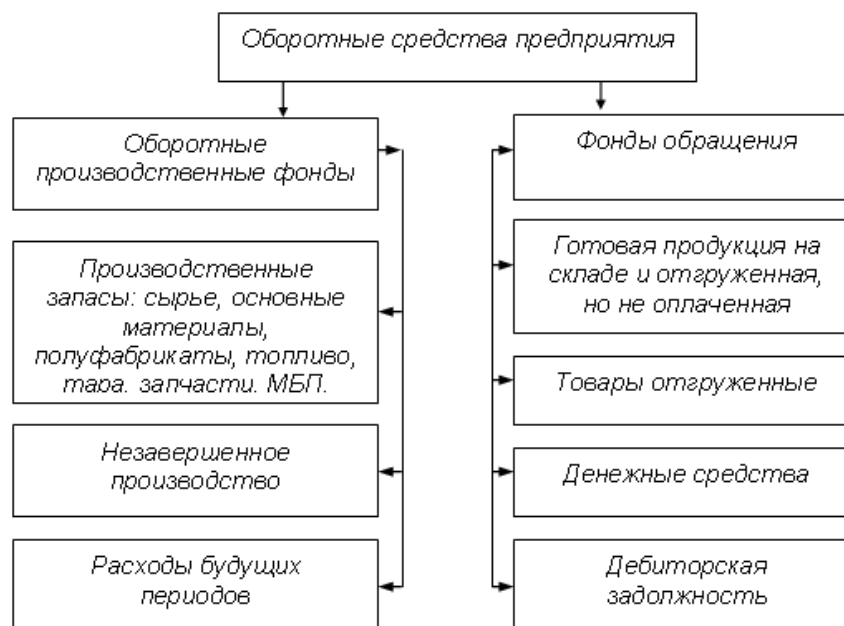 Оборотные средства предприятия
Оборотные
производственные фонды
Производственные
запасы: сырье, основные
материалы,
полуфабрикаты, топливо,
тара, запчасти, МБП.
Незавершенное
производство
Расходы будущих
периодов
Фонды обращения
Готовая продукция на
складе и отгруженная,
но не оплаченная
Товары отгруженные
Денежные средства
Дебиторская
задолжность